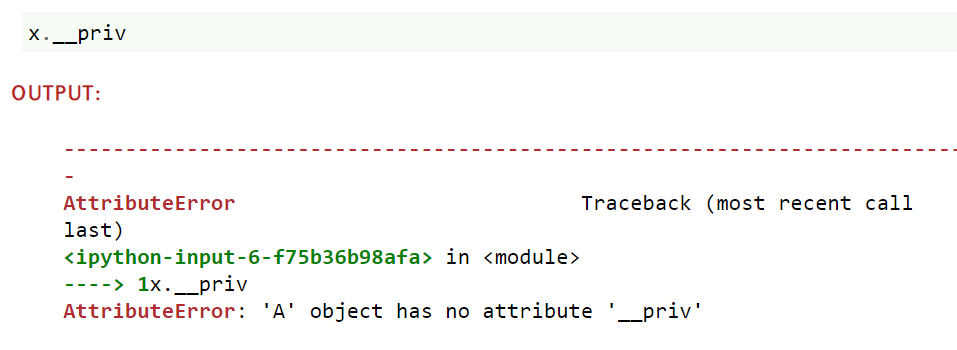 x.__priv
OUTPUT:
---------------------------------------------------------------------------
-
AttributeError                            Traceback (most recent call
last)
<ipython-input-6-f75b36b98afa> in <module>
----> 1x.__priv
AttributeError: 'A' object has no attribute '__priv'